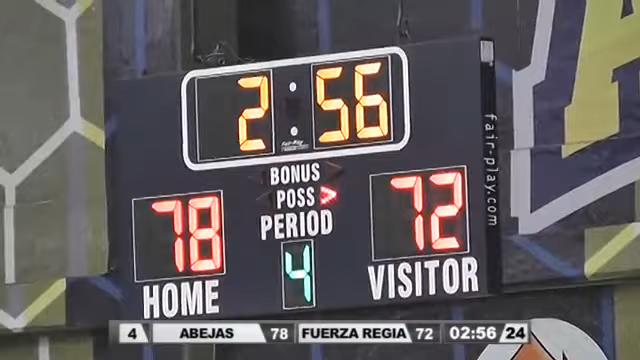 2:56
BONUS
POSS >
PERIOD
78 4 72
HOME VISITOR
fair-play.com
4 ABEJAS 78 FUERZA REGIA 72 02:56 24